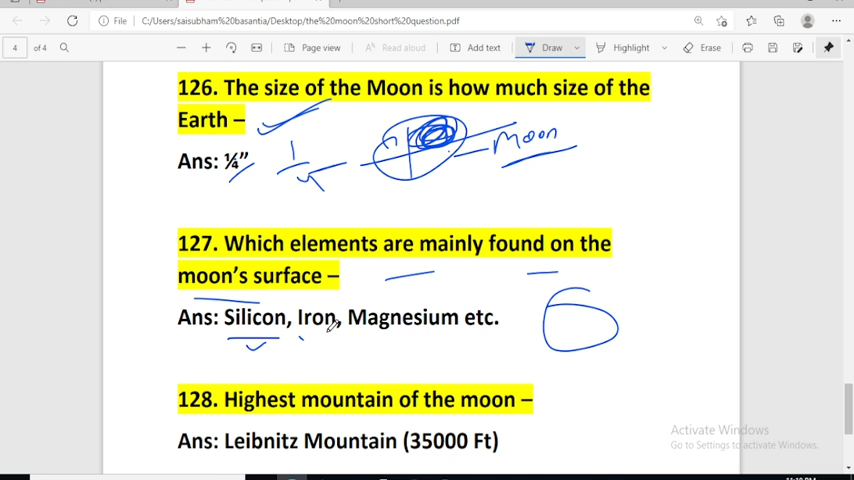 File
C:/Users/saisubham%20basantia/Desktop/the%20moon%20short%20question.pdf
4 of 4
Page view
Read aloud
Add text
Draw
Highlight
Erase
126. The size of the Moon is how much size of the
Earth –
Ans: ¼”
1
Moon
127. Which elements are mainly found on the
moon’s surface –
Ans: Silicon, Iron, Magnesium etc.
128. Highest mountain of the moon –
Ans: Leibnitz Mountain (35000 Ft)
Activate Windows
Go to Settings to activate Windows.